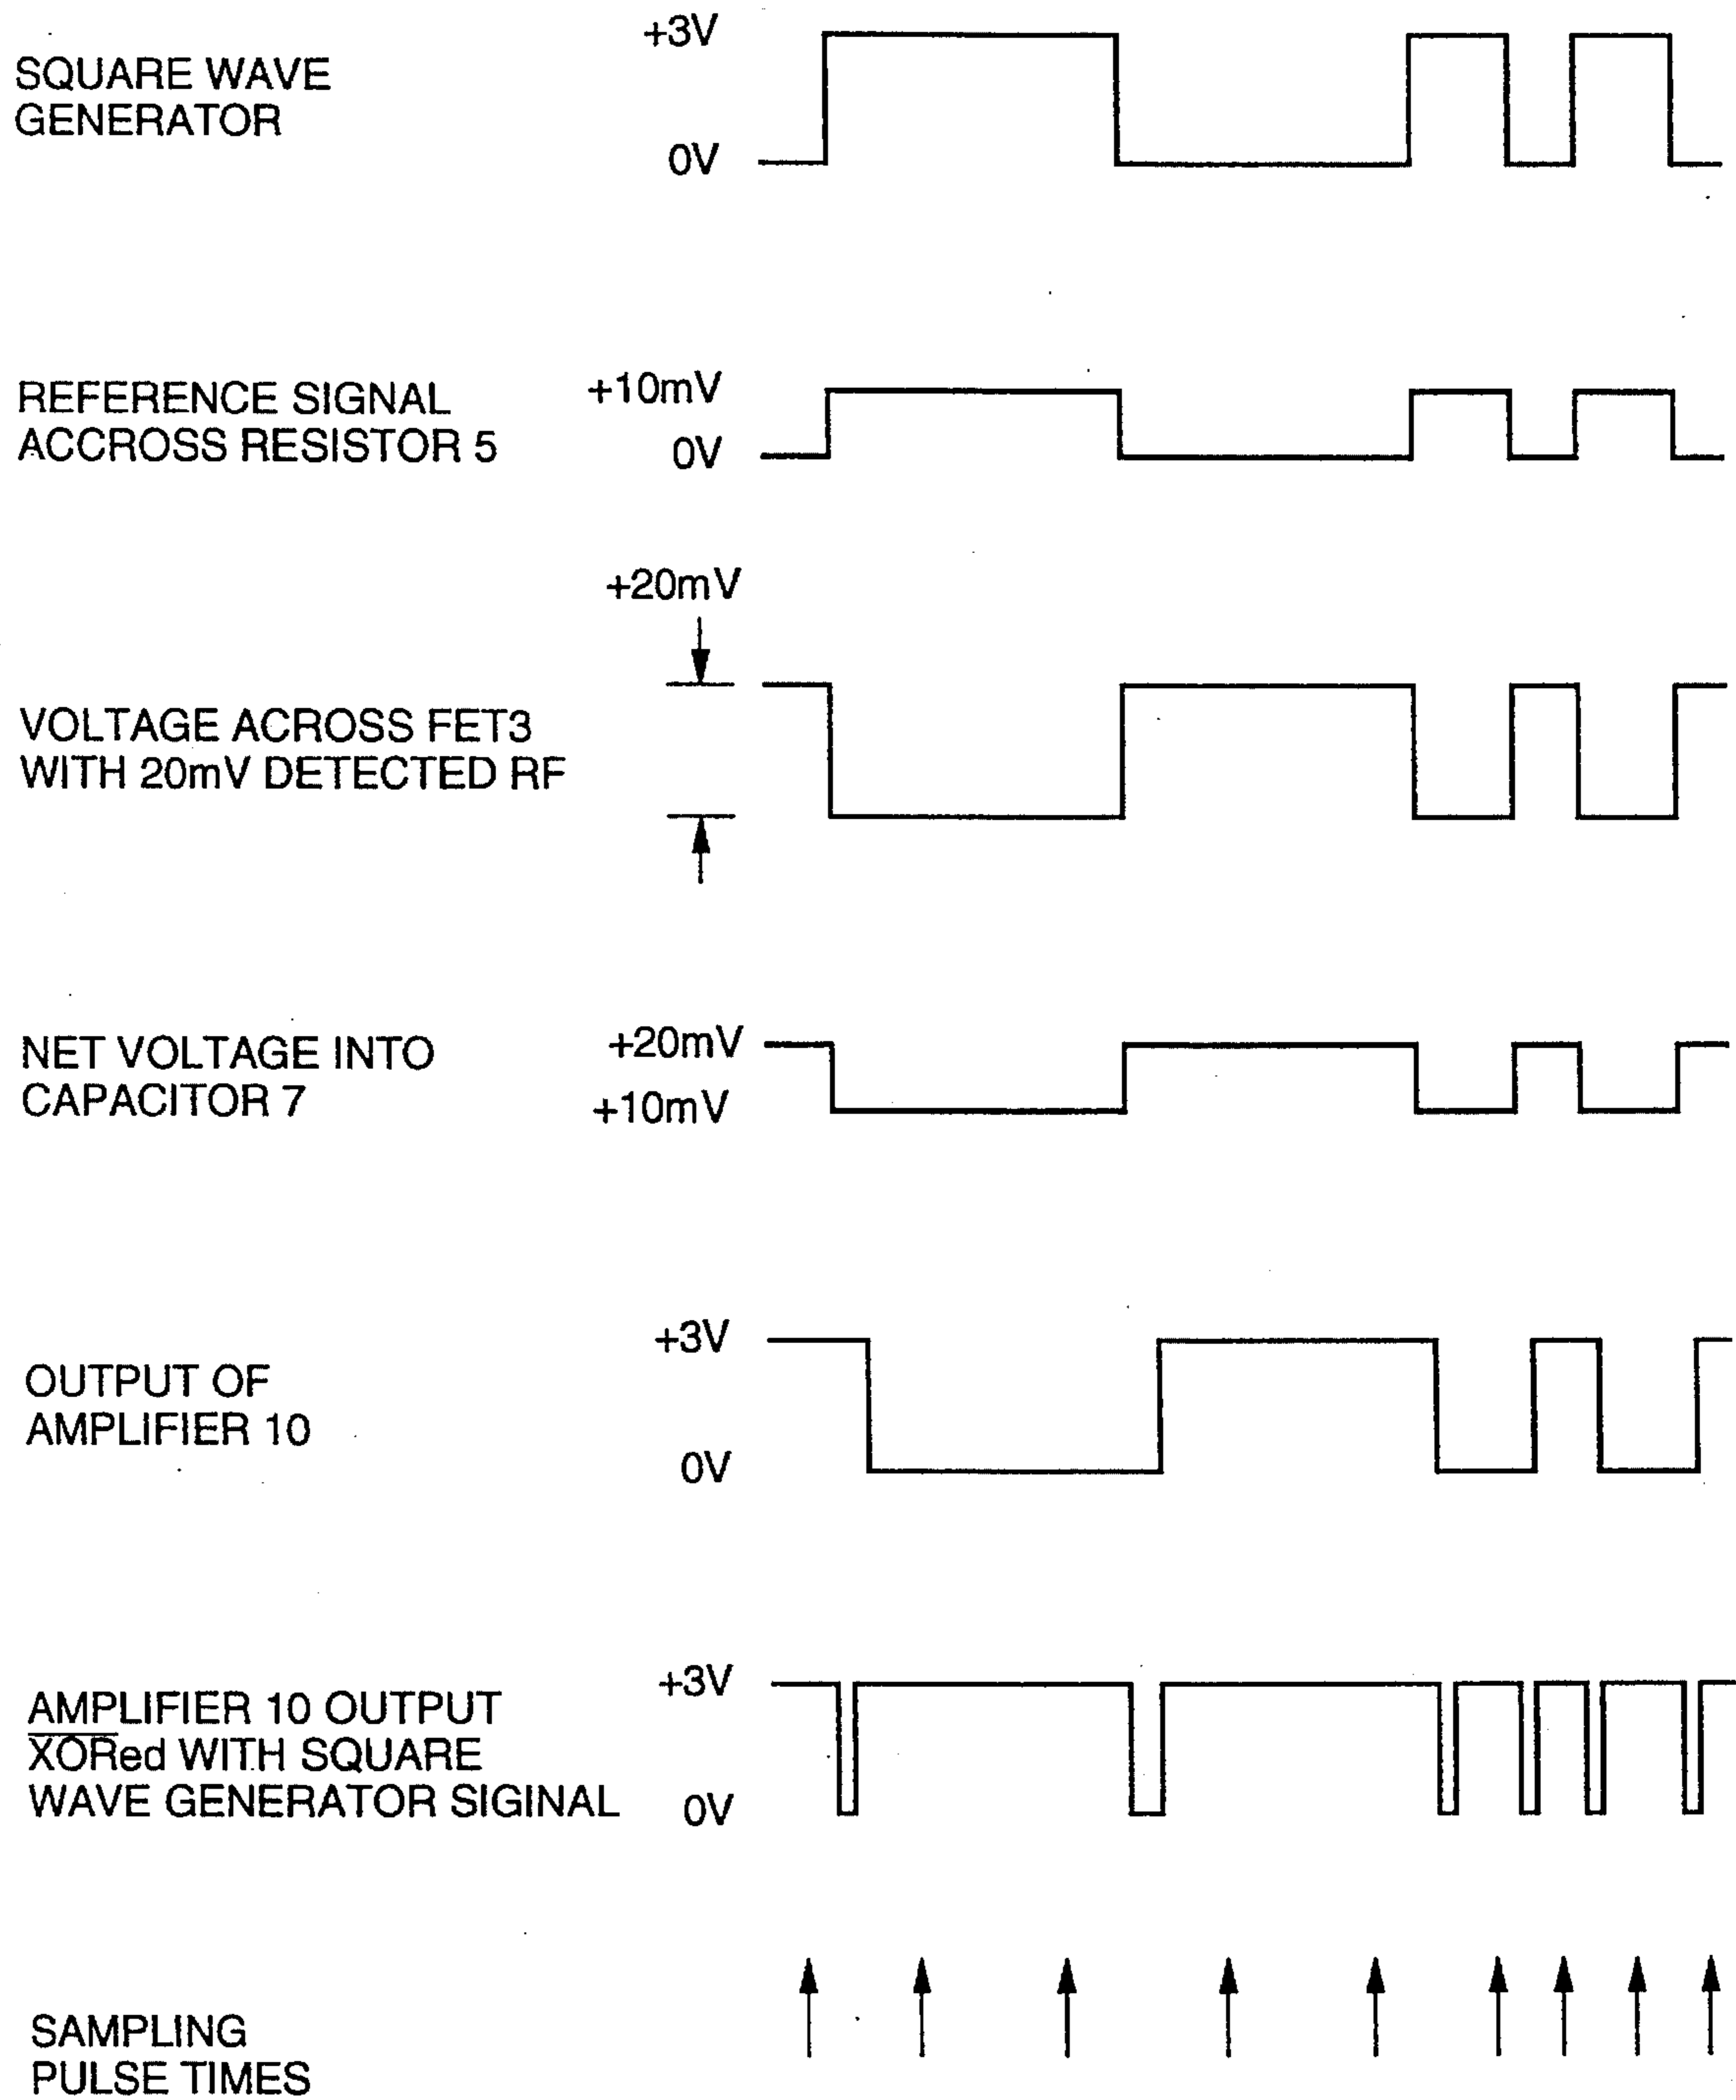 SQUARE WAVE
GENERATOR
+3V
0V
REFERENCE SIGNAL
ACCROSS RESISTOR 5
+10mV
0V
+20mV
VOLTAGE ACROSS FET3
WITH 20mV DETECTED RF
NET VOLTAGE INTO
CAPACITOR 7
+20mV
+10mV
OUTPUT OF
AMPLIFIER 10
+3V
0V
AMPLIFIER 10 OUTPUT
X̅O̅R̅ed WITH SQUARE
WAVE GENERATOR SIGINAL
+3V
0V
SAMPLING
PULSE TIMES